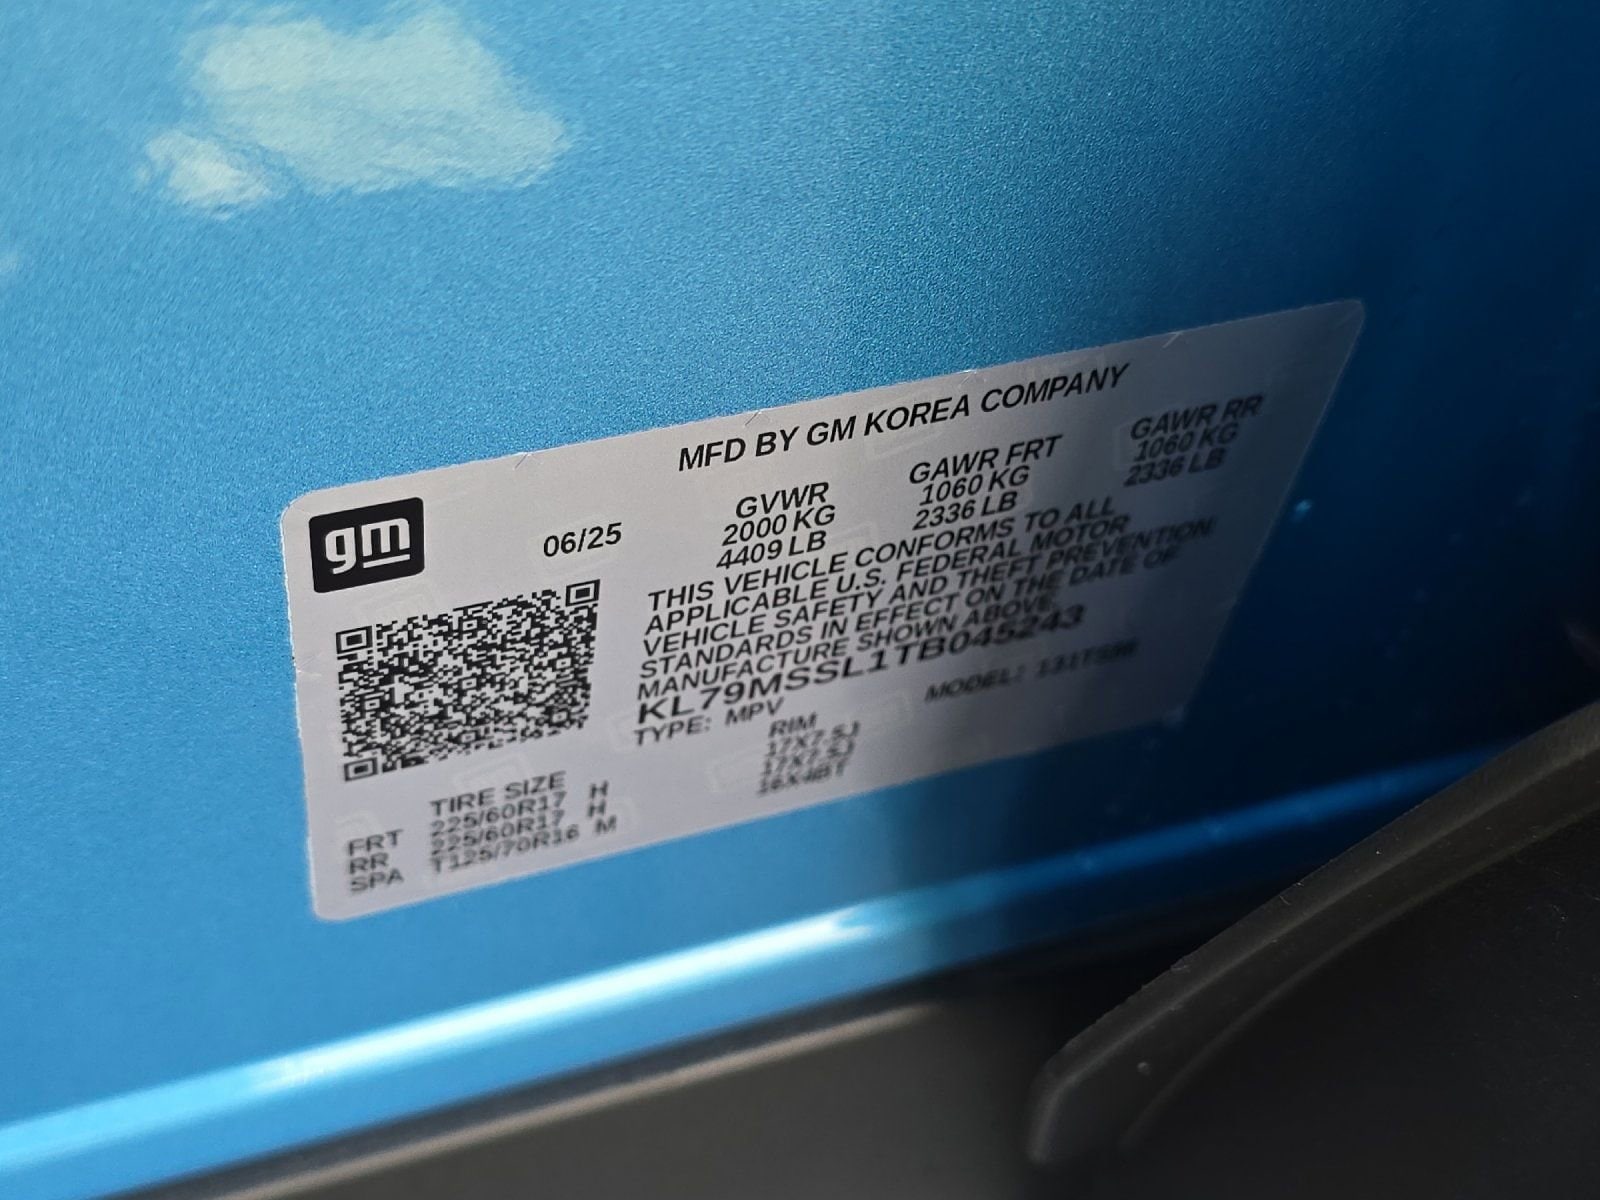 MFD BY GM KOREA COMPANY
gm
06/25
GVWR GAWR FRT GAWR RR
2000 KG 1060 KG 1060 KG
4409 LB 2336 LB 2336 LB
THIS VEHICLE CONFORMS TO ALL
APPLICABLE U.S. FEDERAL MOTOR
VEHICLE SAFETY AND THEFT PREVENTION
STANDARDS IN EFFECT ON THE DATE OF
MANUFACTURE SHOWN ABOVE.
KL79MSSL1TB045243
TYPE: MPV MODEL:
TIRE SIZE RIM
FRT 225/60R17 H 17X7.5J
RR 225/60R17 H 17X7.5J
SPA T125/70R16 M 16X4BT